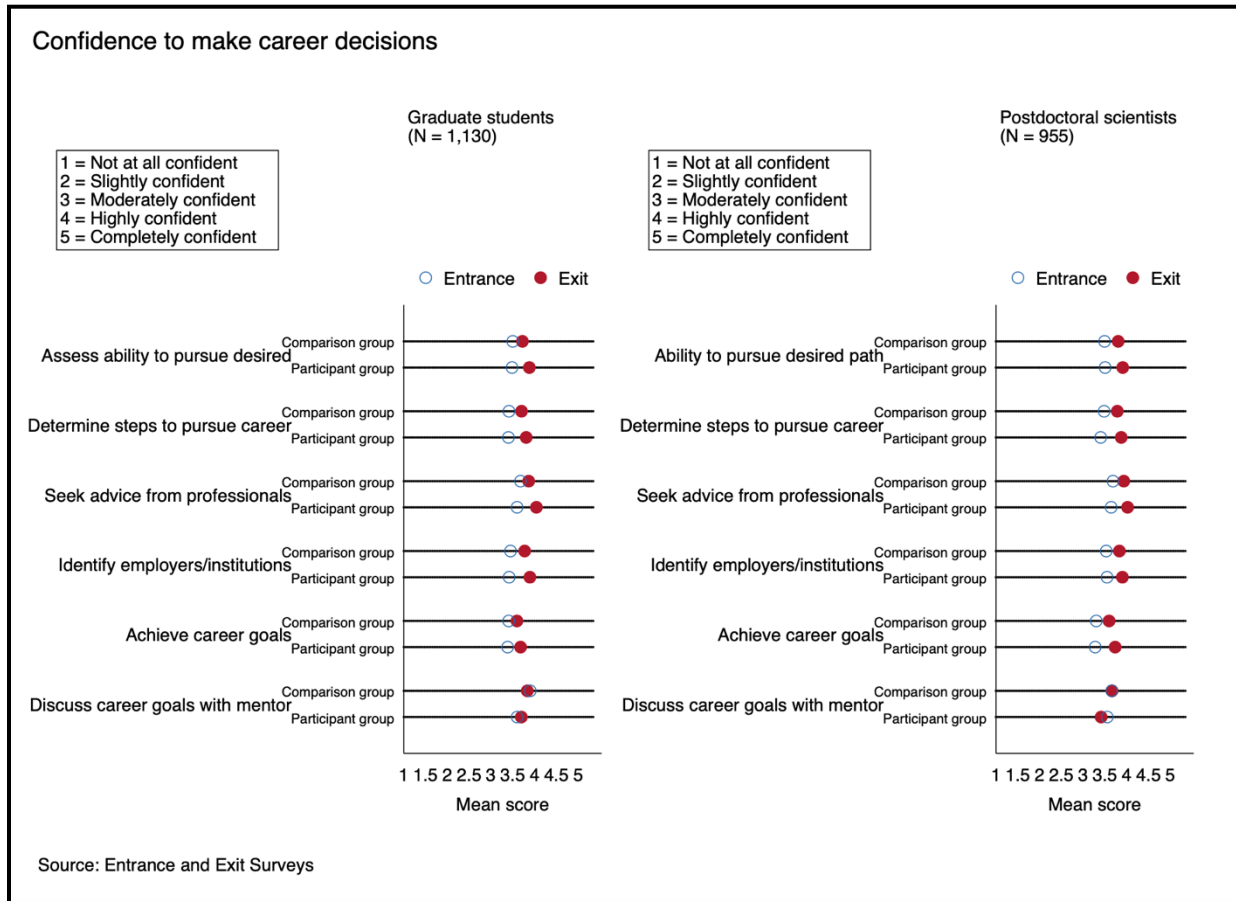 Confidence to make career decisions
Graduate students
(N = 1,130)
1 = Not at all confident
2 = Slightly confident
3 = Moderately confident
4 = Highly confident
5 = Completely confident
Entrance Exit
Comparison group
Assess ability to pursue desired
Participant group
Comparison group
Determine steps to pursue career
Participant group
Comparison group
Seek advice from professionals
Participant group
Comparison group
Identify employers/institutions
Participant group
Comparison group
Achieve career goals
Participant group
Comparison group
Discuss career goals with mentor
Participant group
1 1.5 2 2.5 3 3.5 4 4.5 5
Mean score
Postdoctoral scientists
(N = 955)
1 = Not at all confident
2 = Slightly confident
3 = Moderately confident
4 = Highly confident
5 = Completely confident
Entrance Exit
Comparison group
Ability to pursue desired path
Participant group
Comparison group
Determine steps to pursue career
Participant group
Comparison group
Seek advice from professionals
Participant group
Comparison group
Identify employers/institutions
Participant group
Comparison group
Achieve career goals
Participant group
Comparison group
Discuss career goals with mentor
Participant group
1 1.5 2 2.5 3 3.5 4 4.5 5
Mean score
Source: Entrance and Exit Surveys